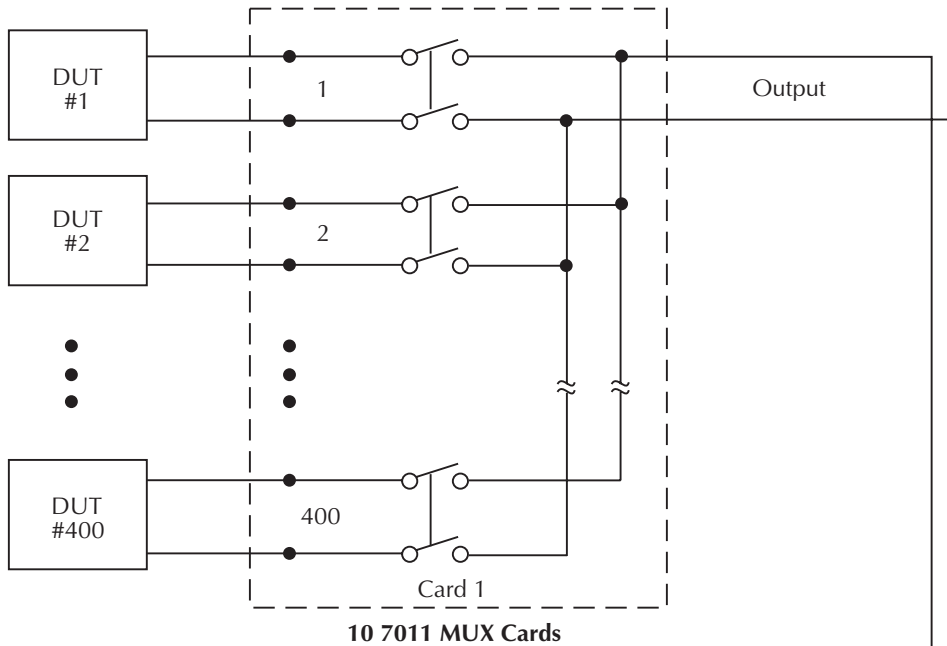 DUT
#1
1
Output
DUT
#2
2
DUT
#400
400
Card 1
10 7011 MUX Cards